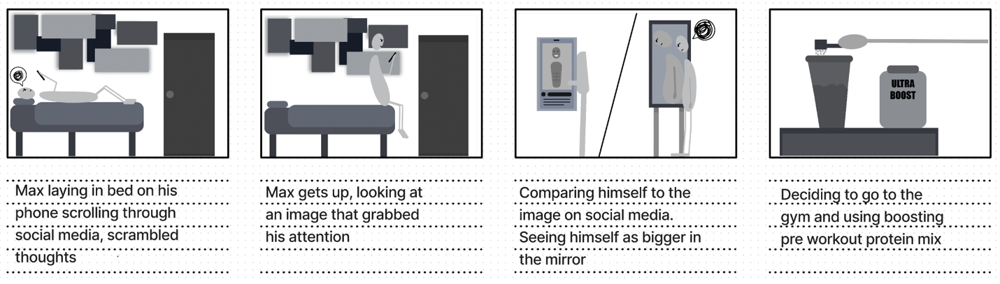 ULTRA
BOOST
Max laying in bed on his
phone scrolling through
social media, scrambled
thoughts
Max gets up, looking at
an image that grabbed
his attention
Comparing himself to the
image on social media.
Seeing himself as bigger in
the mirror
Deciding to go to the
gym and using boosting
pre workout protein mix